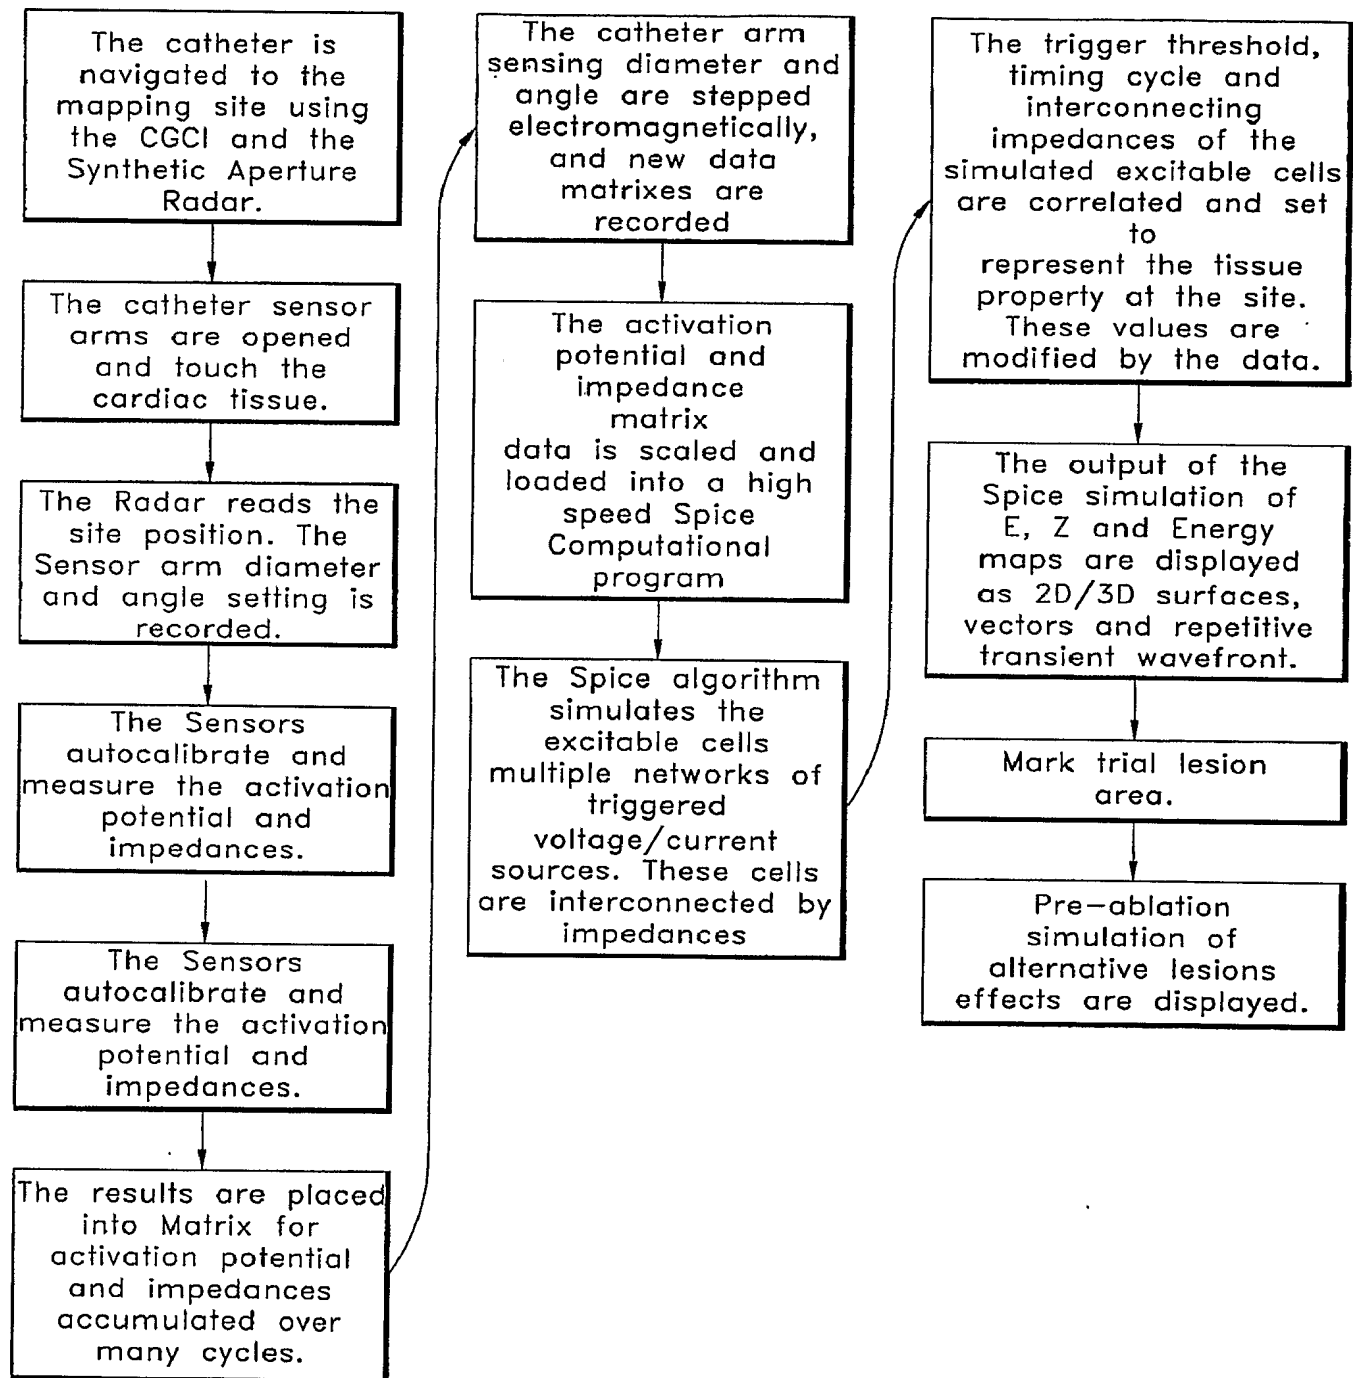 The catheter is
navigated to the
mapping site using
the CGCI and the
Synthetic Aperture
Radar.
The catheter sensor
arms are opened
and touch the
cardiac tissue.
The Radar reads the
site position. The
Sensor arm diameter
and angle setting is
recorded.
The Sensors
autocalibrate and
measure the activation
potential and
impedances.
The Sensors
autocalibrate and
measure the activation
potential and
impedances.
The results are placed
into Matrix for
activation potential
and impedances
accumulated over
many cycles.
The catheter arm
sensing diameter and
angle are stepped
electromagnetically,
and new data
matrixes are
recorded
The activation
potential and
impedance
matrix
data is scaled and
loaded into a high
speed Spice
Computational
program
The Spice algorithm
simulates the
excitable cells
multiple networks of
triggered
voltage/current
sources. These cells
are interconnected by
impedances
The trigger threshold,
timing cycle and
interconnecting
impedances of the
simulated excitable cells
are correlated and set
to
represent the tissue
property at the site.
These values are
modified by the data.
The output of the
Spice simulation of
E, Z and Energy
maps are displayed
as 2D/3D surfaces,
vectors and repetitive
transient wavefront.
Mark trial lesion
area.
Pre-ablation
simulation of
alternative lesions
effects are displayed.